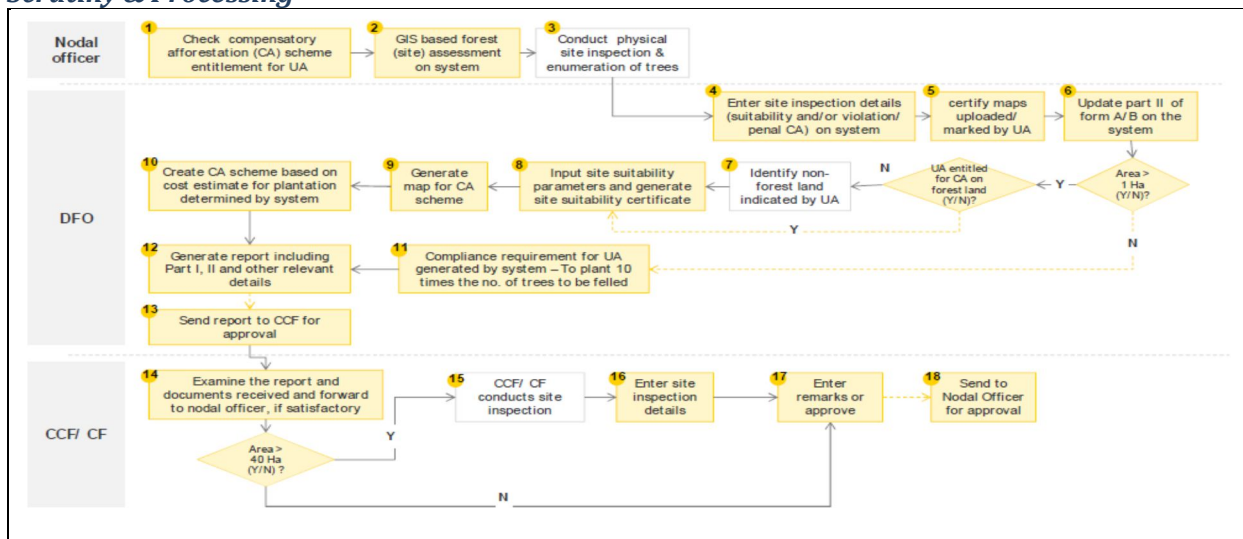 Scrutiny & Processing
Nodal
officer
1
Check compensatory
afforestation (CA) scheme
entitlement for UA
2
GIS based forest
(site) assessment
on system
3
Conduct physical
site inspection &
enumeration of trees
DFO
4
Enter site inspection details
(suitability and/or violation/
penal CA) on system
5
certify maps
uploaded/
marked by UA
6
Update part II of
form A/B on the
system
Area >
1 Ha
(Y/N)?
Y
N
UA entitled
for CA on
forest land
(Y/N)?
N
Y
7
Identify non-
forest land
indicated by UA
8
Input site suitability
parameters and generate
site suitability certificate
9
Generate
map for CA
scheme
10
Create CA scheme based on
cost estimate for plantation
determined by system
11
Compliance requirement for UA
generated by system – To plant 10
times the no. of trees to be felled
12
Generate report including
Part I, II and other relevant
details
13
Send report to CCF for
approval
CCF/ CF
14
Examine the report and
documents received and forward
to nodal officer, if satisfactory
Area >
40 Ha
(Y/N) ?
Y
N
15
CCF/ CF
conducts site
inspection
16
Enter site
inspection
details
17
Enter
remarks or
approve
18
Send to
Nodal Officer
for approval